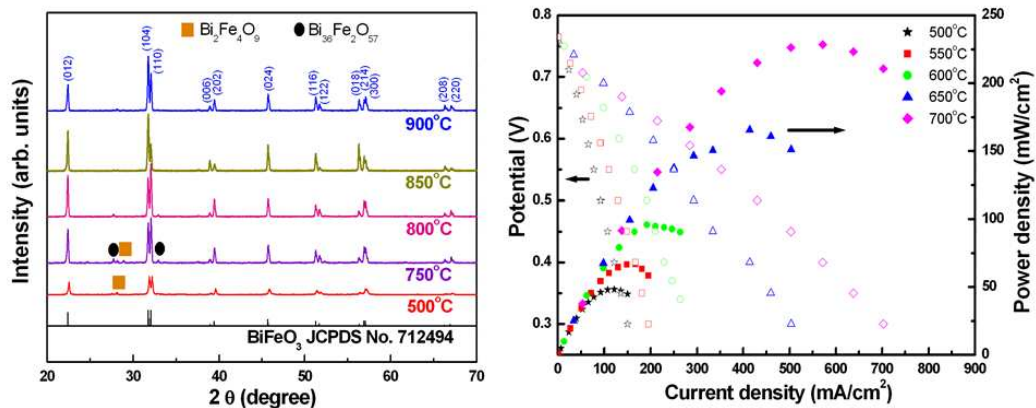 Bi2Fe4O9 Bi36Fe2O57
(012)
(104)
(110)
(006)
(202)
(024)
(116)
(122)
(018)
(214)
(300)
(208)
(220)
900°C
850°C
800°C
750°C
500°C
BiFeO3 JCPDS No. 712494
Intensity (arb. units)
20 30 40 50 60 70
2 θ (degree)
0.8
0.7
0.6
0.5
0.4
0.3
Potential (V)
500°C
550°C
600°C
650°C
700°C
250
200
150
100
50
0
Power density (mW/cm2)
0 100 200 300 400 500 600 700 800 900
Current density (mA/cm2)